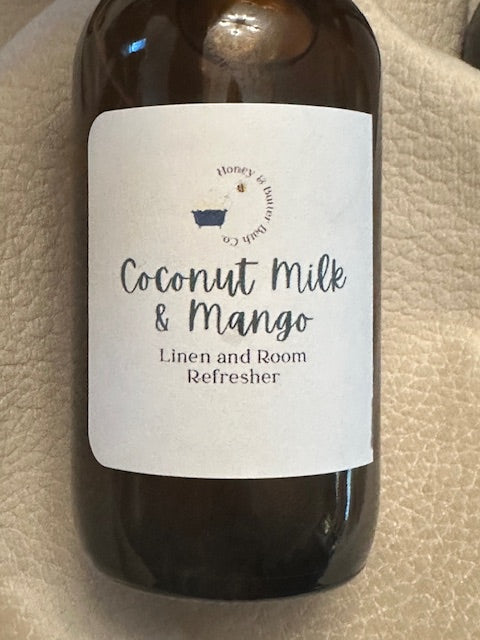 Honey & Butter Bath Co.
Coconut Milk
& Mango
Linen and Room
Refresher